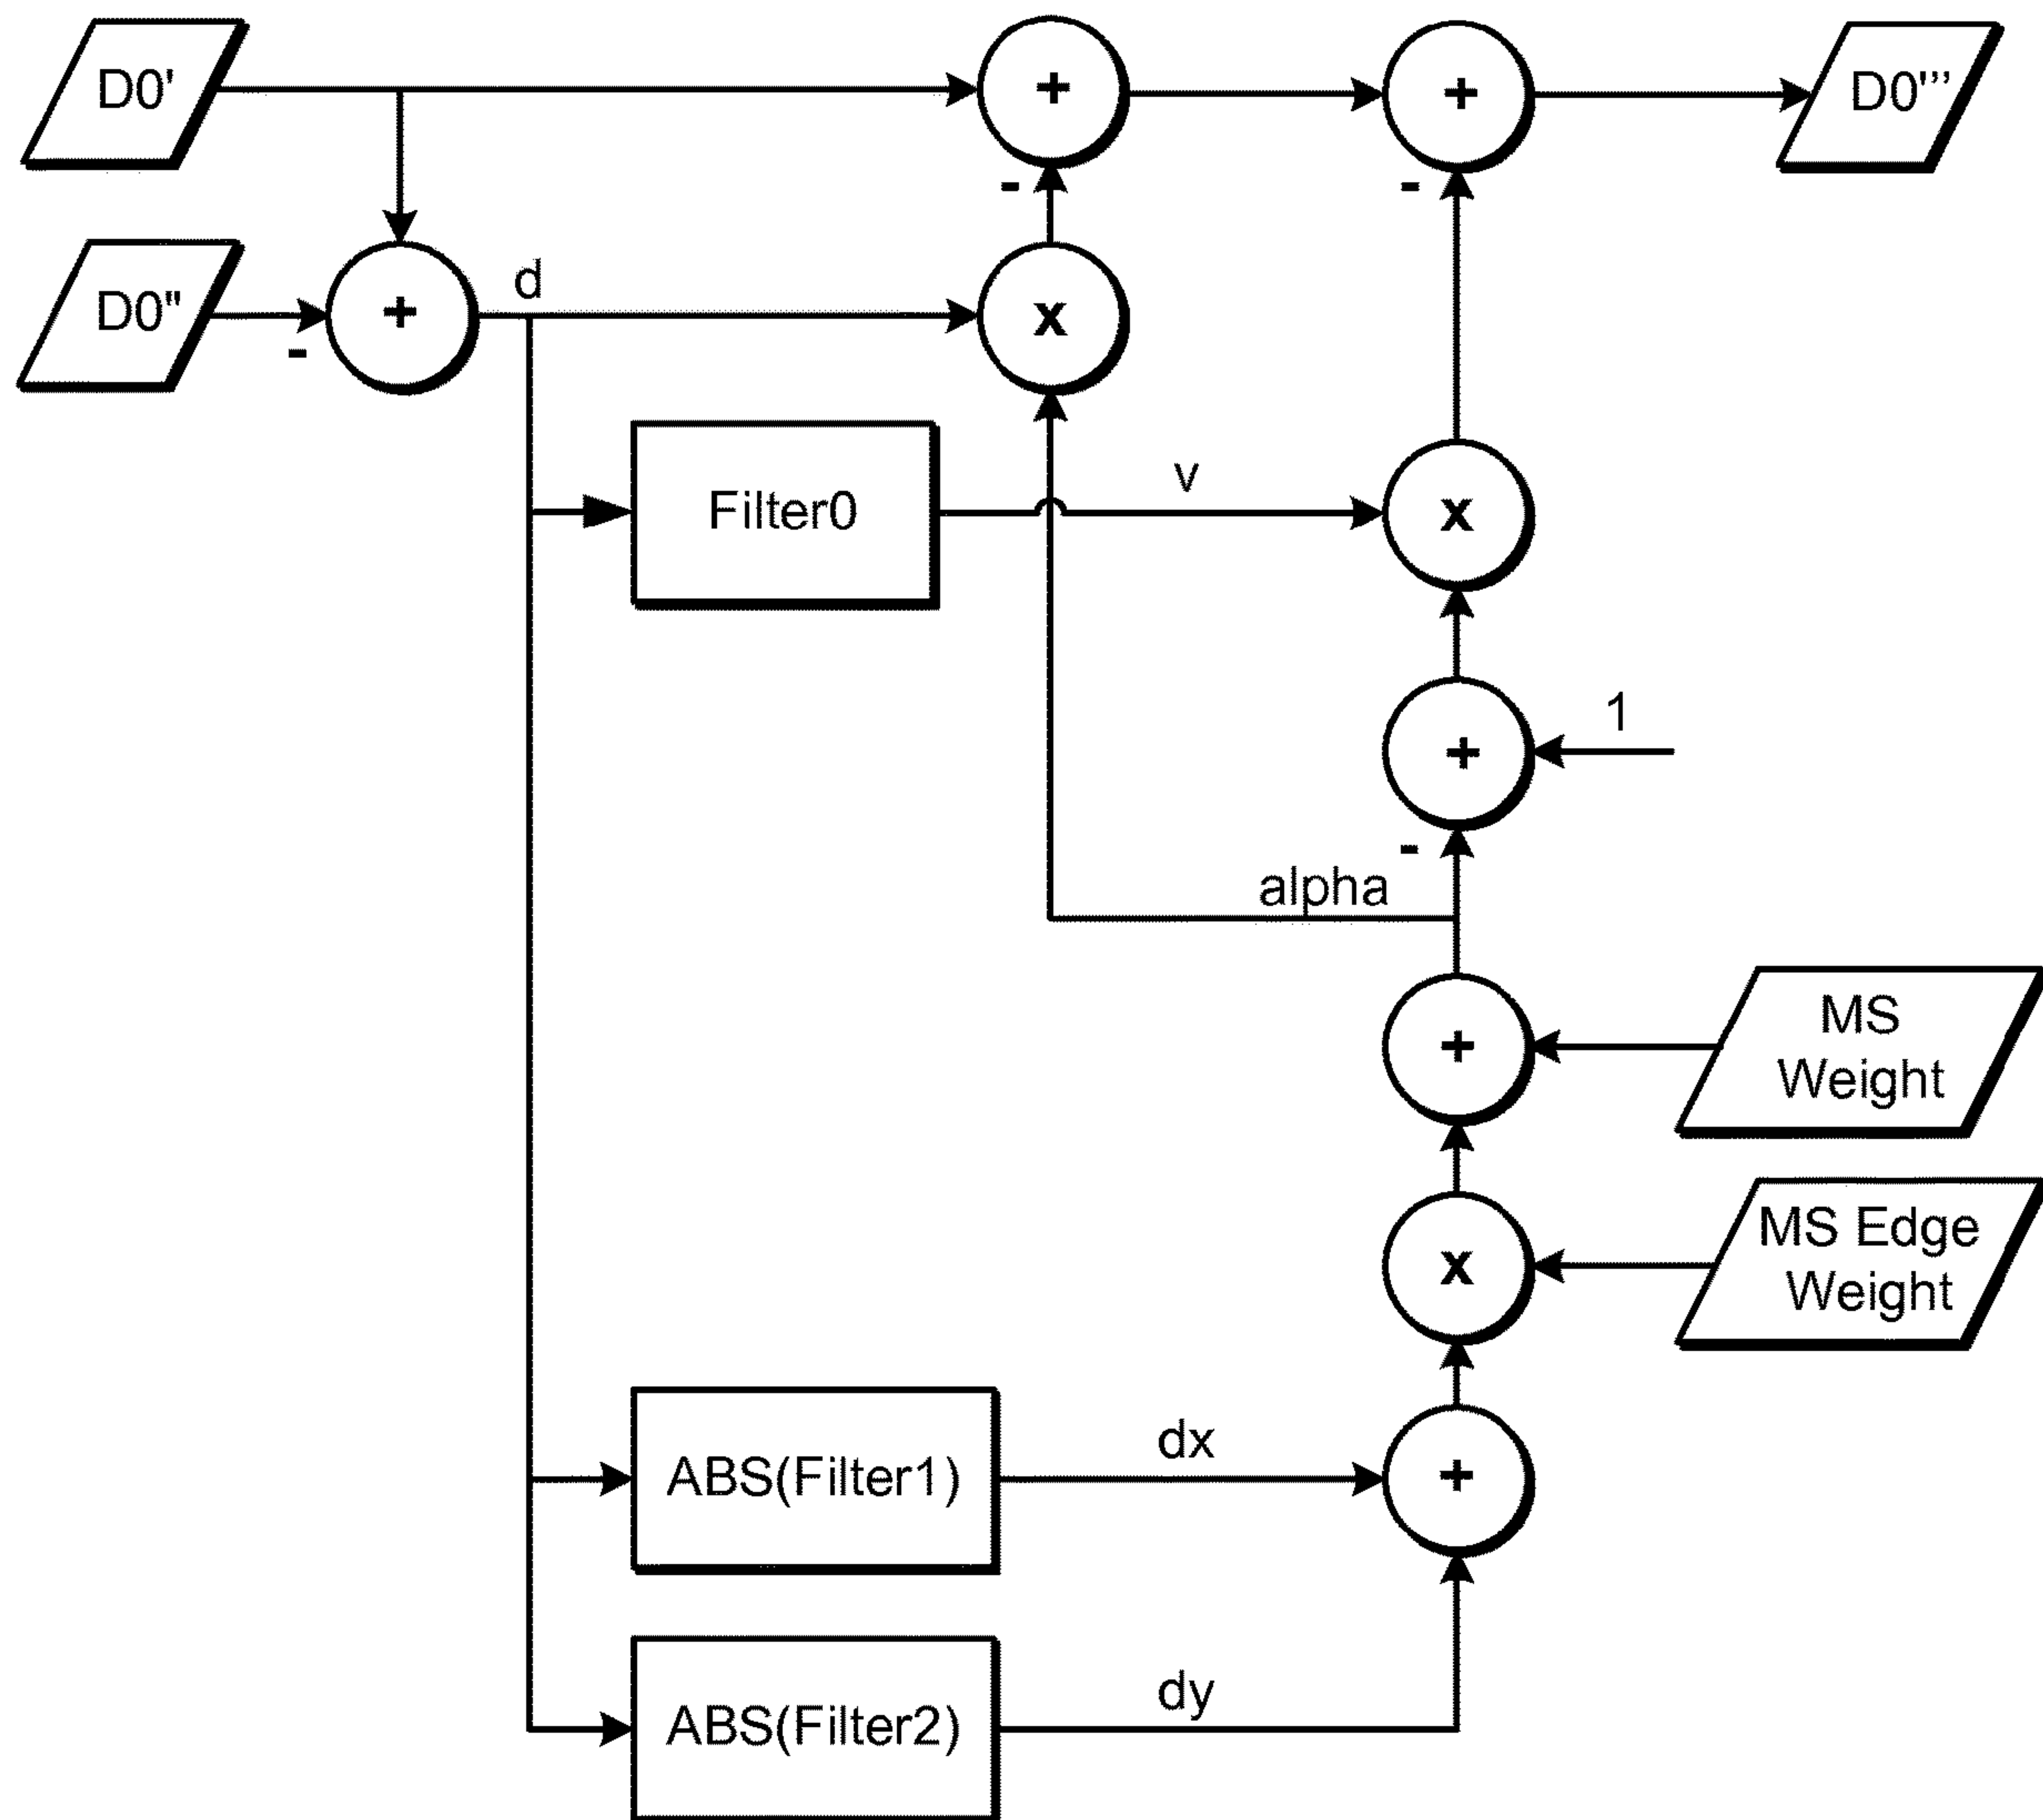 D0'
+
+
D0'''
-
-
D0"
-
+
d
x
Filter0
v
x
1
+
-
alpha
+
MS
Weight
x
MS Edge
Weight
ABS(Filter1)
dx
+
ABS(Filter2)
dy